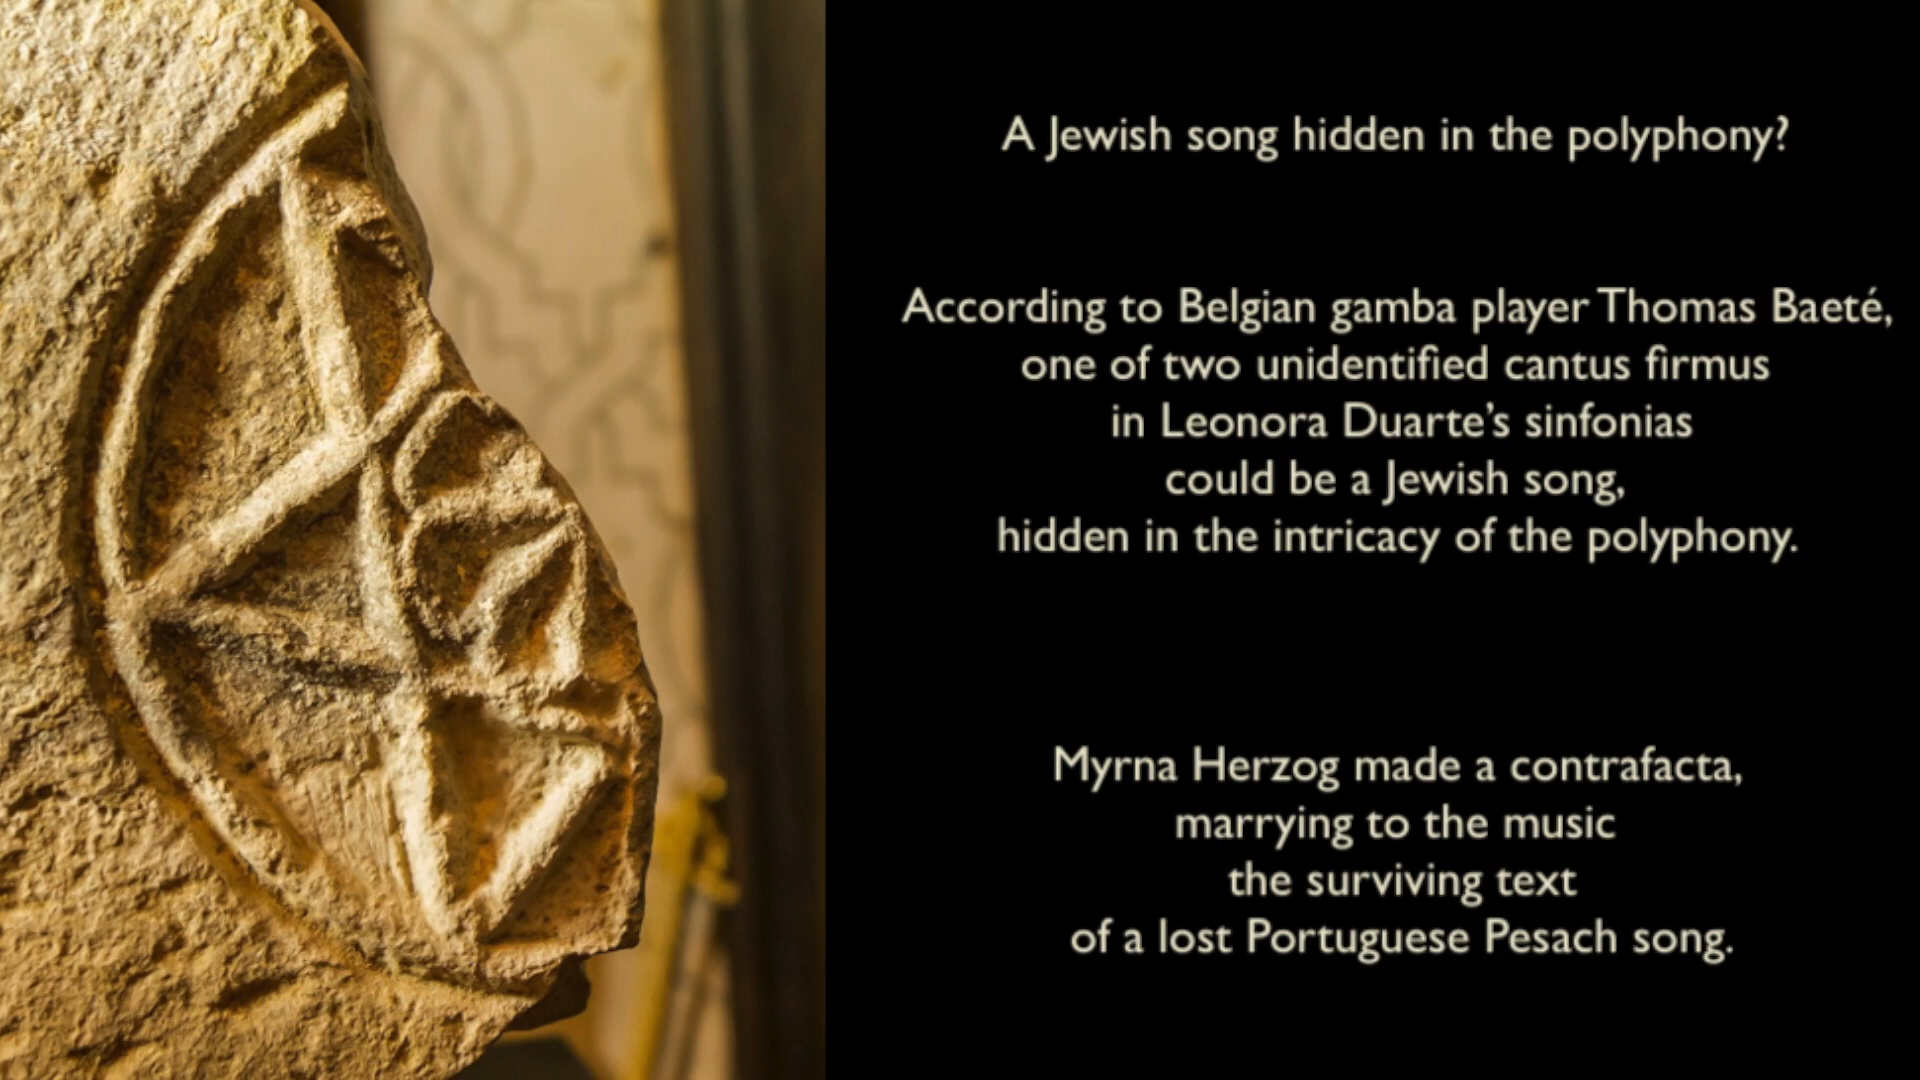 A Jewish song hidden in the polyphony?
According to Belgian gamba player Thomas Baeté,
one of two unidentified cantus firmus
in Leonora Duarte’s sinfonias
could be a Jewish song,
hidden in the intricacy of the polyphony.
Myrna Herzog made a contrafacta,
marrying to the music
the surviving text
of a lost Portuguese Pesach song.